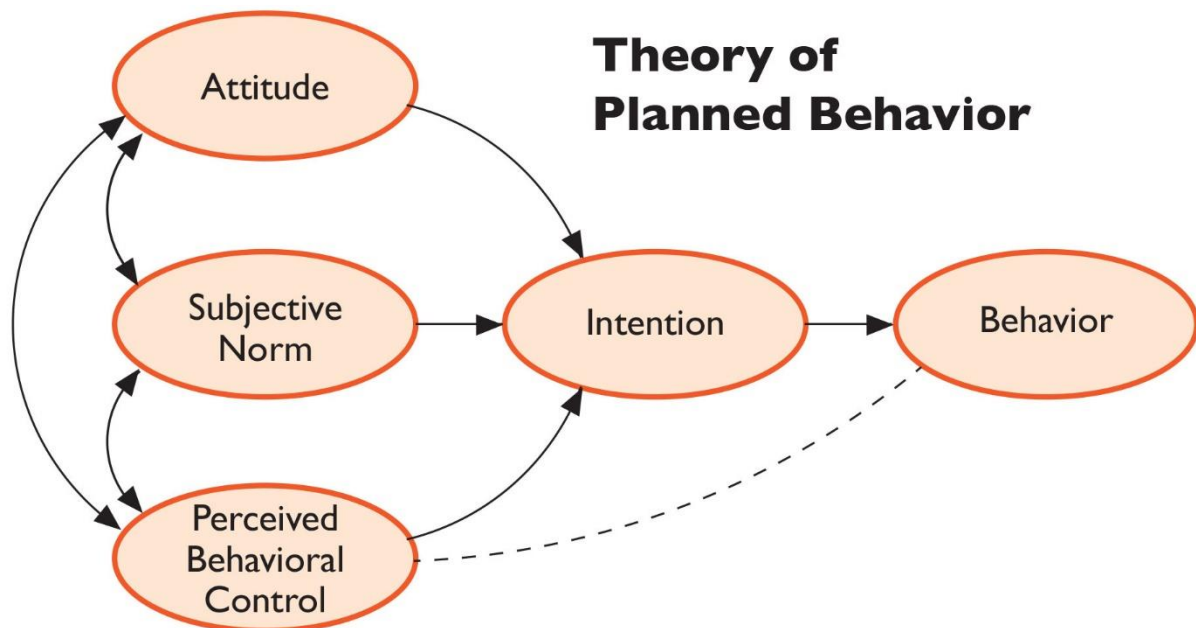 Theory of
Planned Behavior
Attitude
Subjective
Norm
Intention
Behavior
Perceived
Behavioral
Control